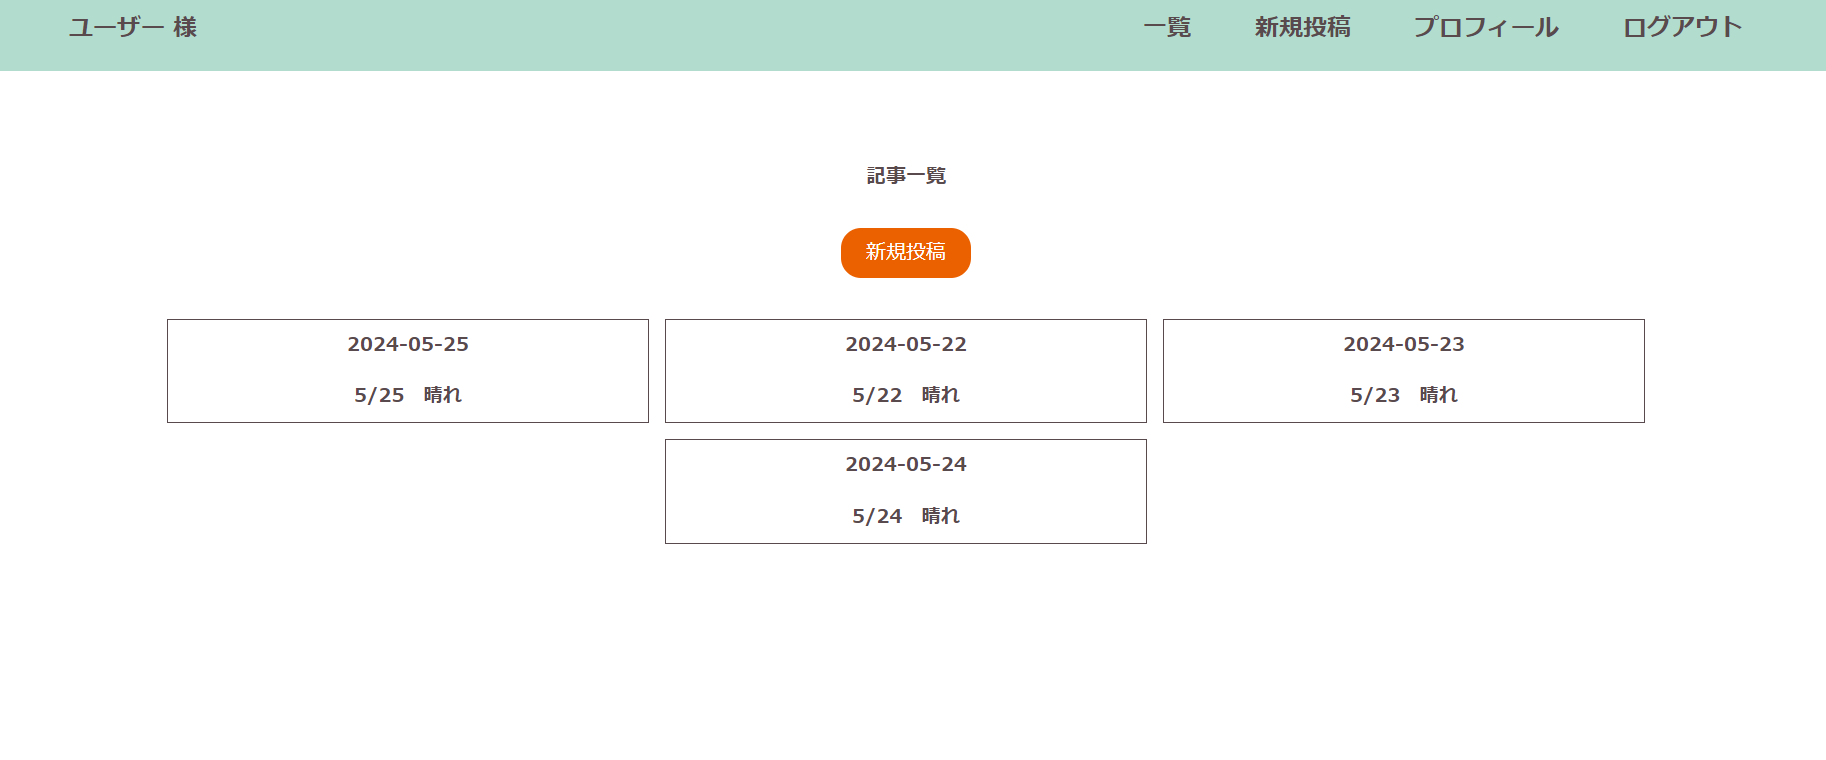 ユーザー 様
一覧 新規投稿 プロフィール ログアウト
記事一覧
新規投稿
2024-05-25
5/25　晴れ
2024-05-22
5/22　晴れ
2024-05-23
5/23　晴れ
2024-05-24
5/24　晴れ